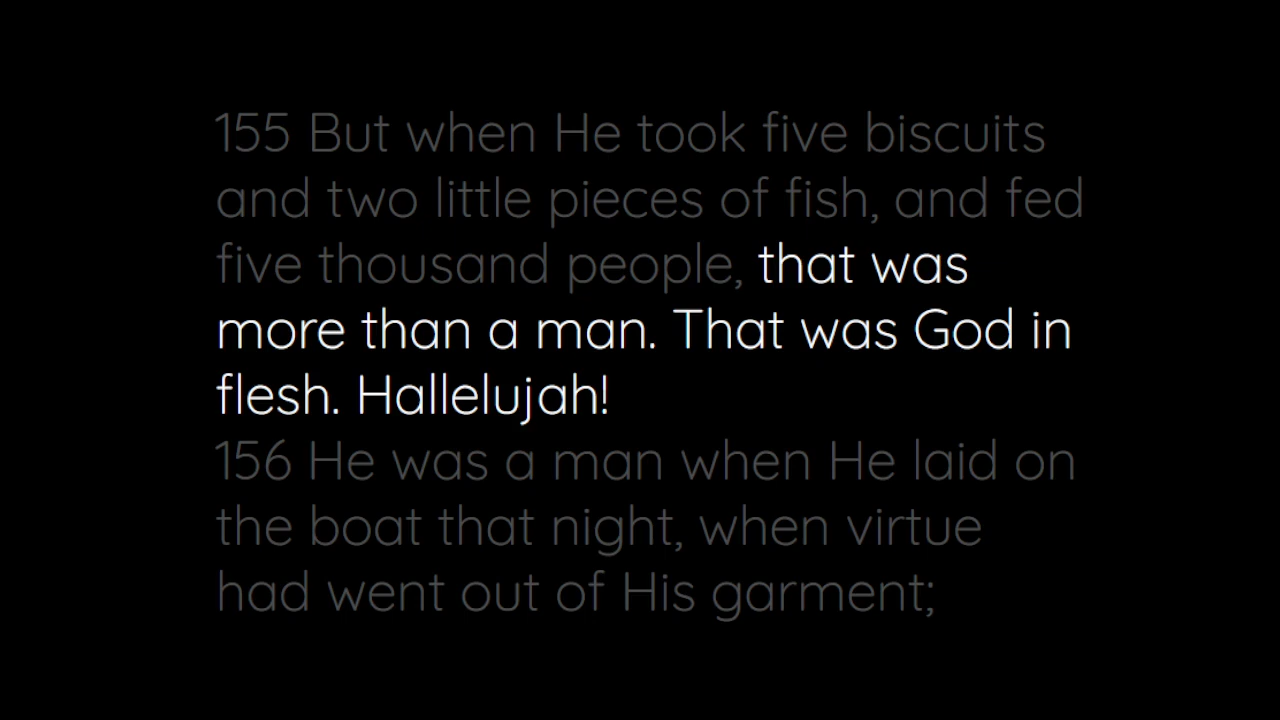 155 But when He took five biscuits
and two little pieces of fish, and fed
five thousand people, that was
more than a man. That was God in
flesh. Hallelujah!
156 He was a man when He laid on
the boat that night, when virtue
had went out of His garment;